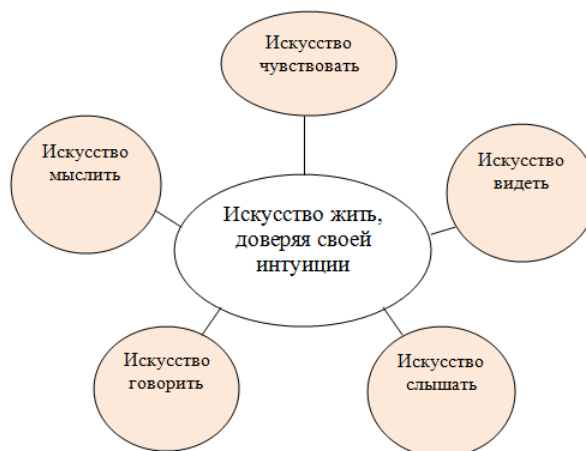 Искусство
чувствовать
Искусство
мыслить
Искусство
видеть
Искусство жить,
доверяя своей
интуиции
Искусство
говорить
Искусство
слышать